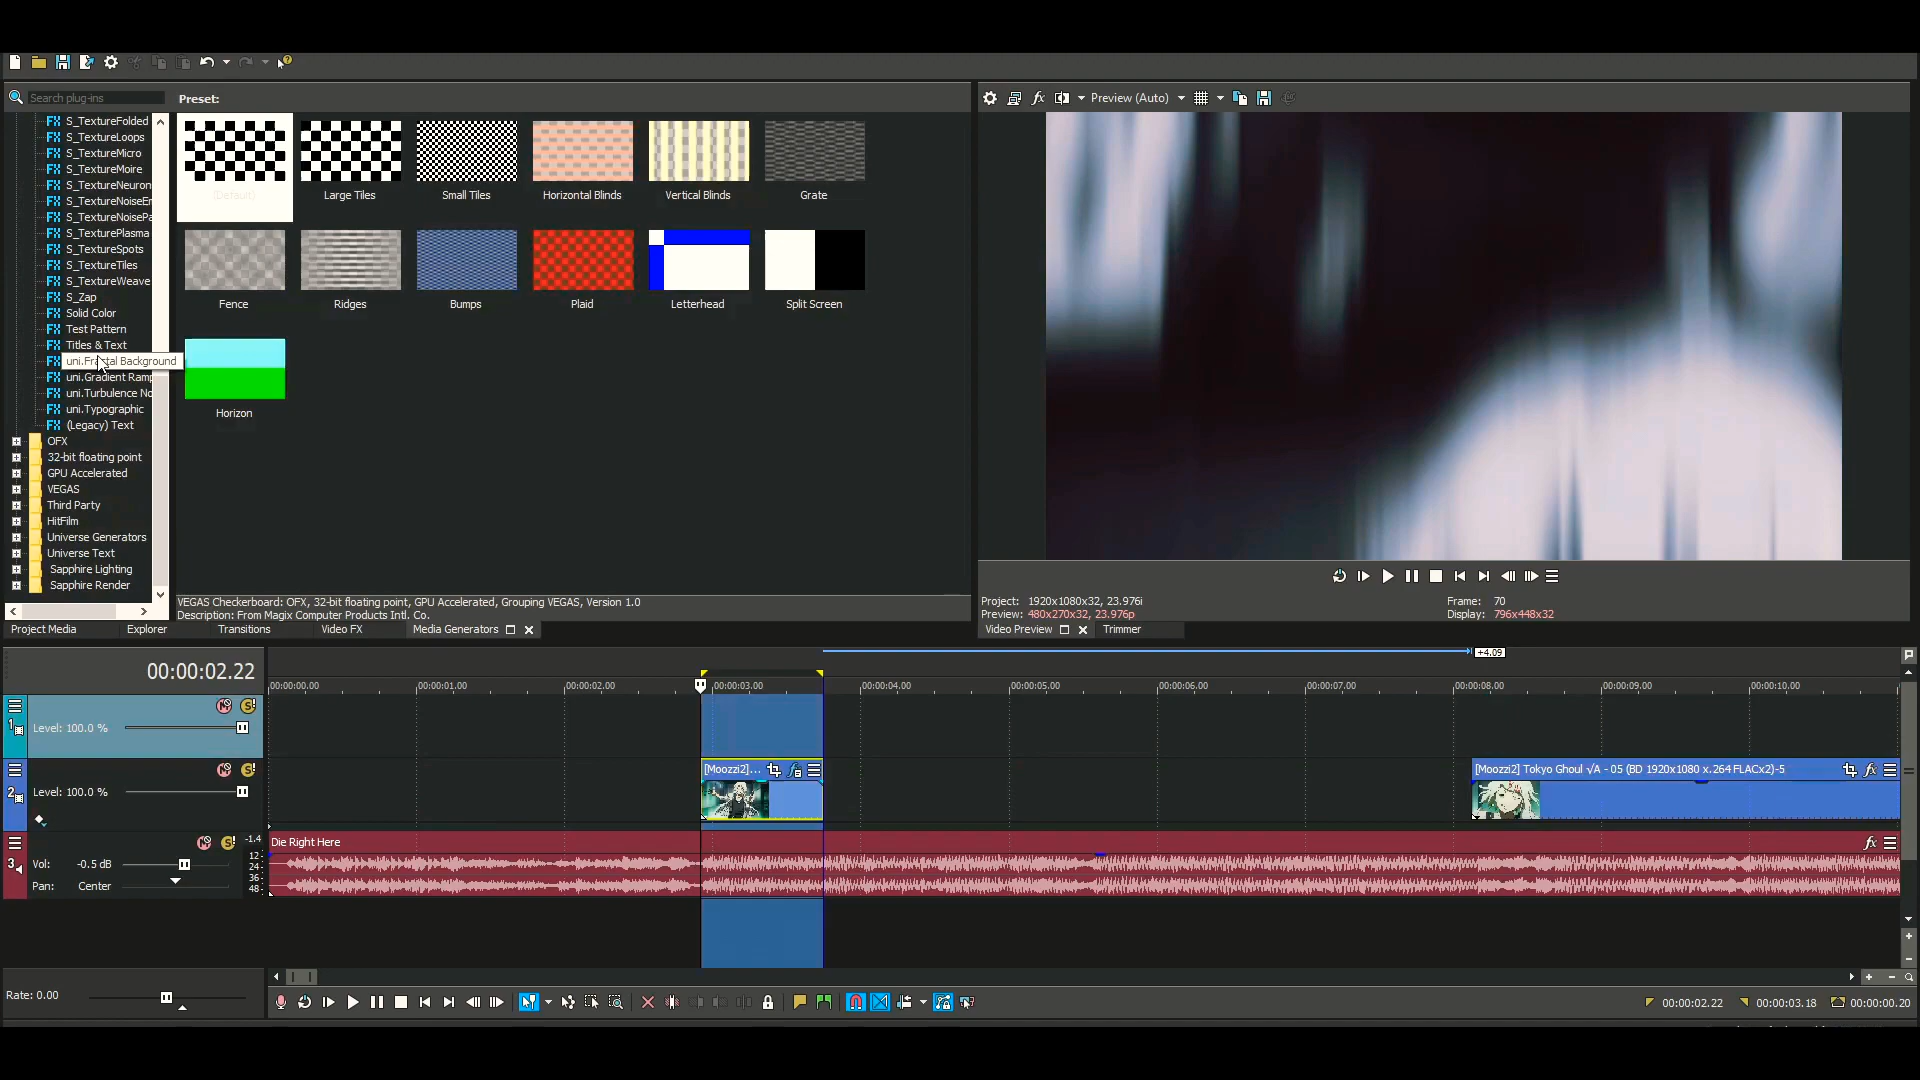 Search plug-ins
Preset:
Preview (Auto)
S_TextureFolded
S_TextureLoops
S_TextureMicro
S_TextureMoire
S_TextureNeuron
S_TextureNoiseEm
S_TextureNoisePa
S_TexturePlasma
S_TextureSpots
S_TextureTiles
S_TextureWeave
S_Zap
Solid Color
Test Pattern
Titles & Text
uni.Fractal Background
uni.Gradient Ramp
uni.Turbulence No
uni.Typographic
(Legacy) Text
OFX
32-bit floating point
GPU Accelerated
VEGAS
Third Party
HitFilm
Universe Generators
Universe Text
Sapphire Lighting
Sapphire Render
(Default)
Large Tiles
Small Tiles
Horizontal Blinds
Vertical Blinds
Grate
Fence
Ridges
Bumps
Plaid
Letterhead
Split Screen
Horizon
VEGAS Checkerboard: OFX, 32-bit floating point, GPU Accelerated, Grouping VEGAS, Version 1.0
Description: From Magix Computer Products Intl. Co.
Project: 1920x1080x32, 23.976i
Frame: 70
Preview: 480x270x32, 23.976p
Display: 796x448x32
Project Media
Explorer
Transitions
Video FX
Media Generators
Video Preview
Trimmer
+4.09
00:00:02.22
00:00:00.00
00:00:01.00
00:00:02.00
00:00:03.00
00:00:04.00
00:00:05.00
00:00:06.00
00:00:07.00
00:00:08.00
00:00:09.00
00:00:10.00
1
Level: 100.0 %
2
Level: 100.0 %
[Moozzi2]...
[Moozzi2] Tokyo Ghoul √A - 05 (BD 1920x1080 x.264 FLACx2)-5
3
Vol: -0.5 dB
Pan: Center
-1.4
12
24
36
48
Die Right Here
Rate: 0.00
00:00:02.22
00:00:03.18
00:00:00.20